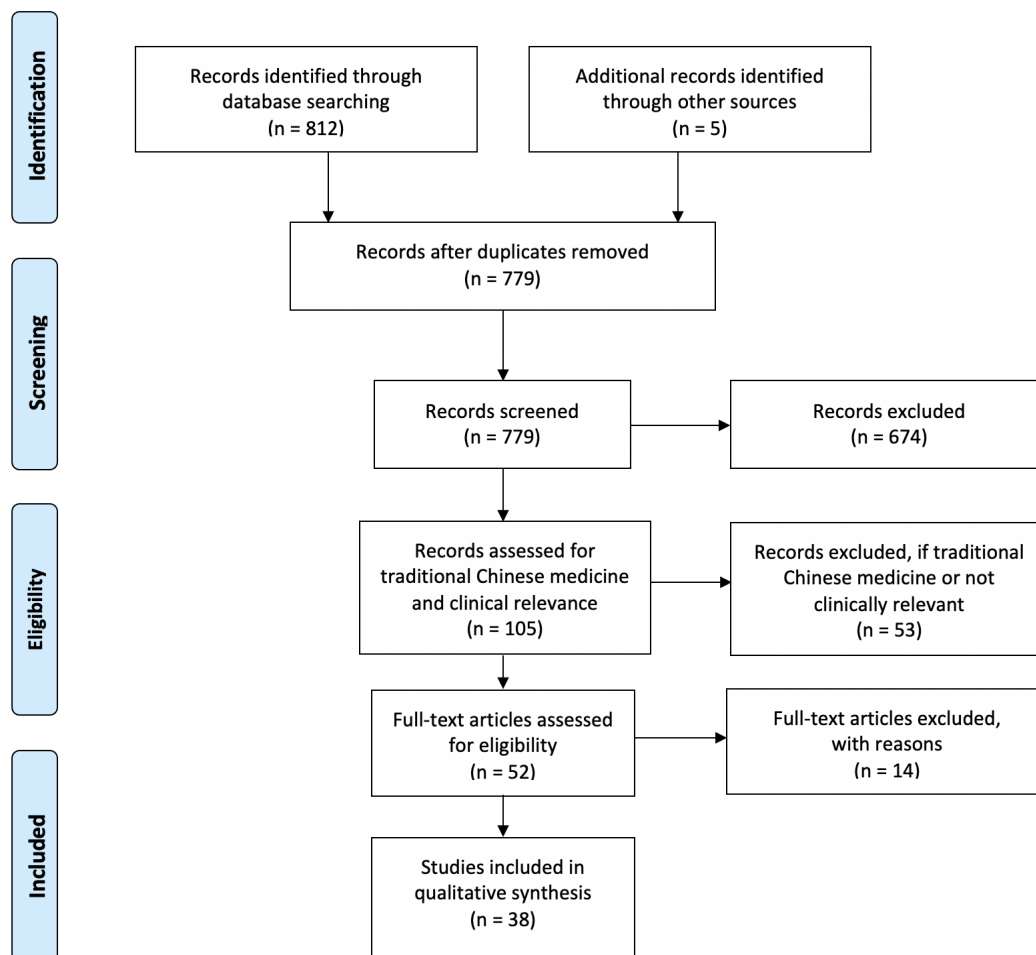 Identification
Records identified through
database searching
(n = 812)
Additional records identified
through other sources
(n = 5)
Records after duplicates removed
(n = 779)
Screening
Records screened
(n = 779)
Records excluded
(n = 674)
Eligibility
Records assessed for
traditional Chinese medicine
and clinical relevance
(n = 105)
Records excluded, if traditional
Chinese medicine or not
clinically relevant
(n = 53)
Full-text articles assessed
for eligibility
(n = 52)
Full-text articles excluded,
with reasons
(n = 14)
Included
Studies included in
qualitative synthesis
(n = 38)